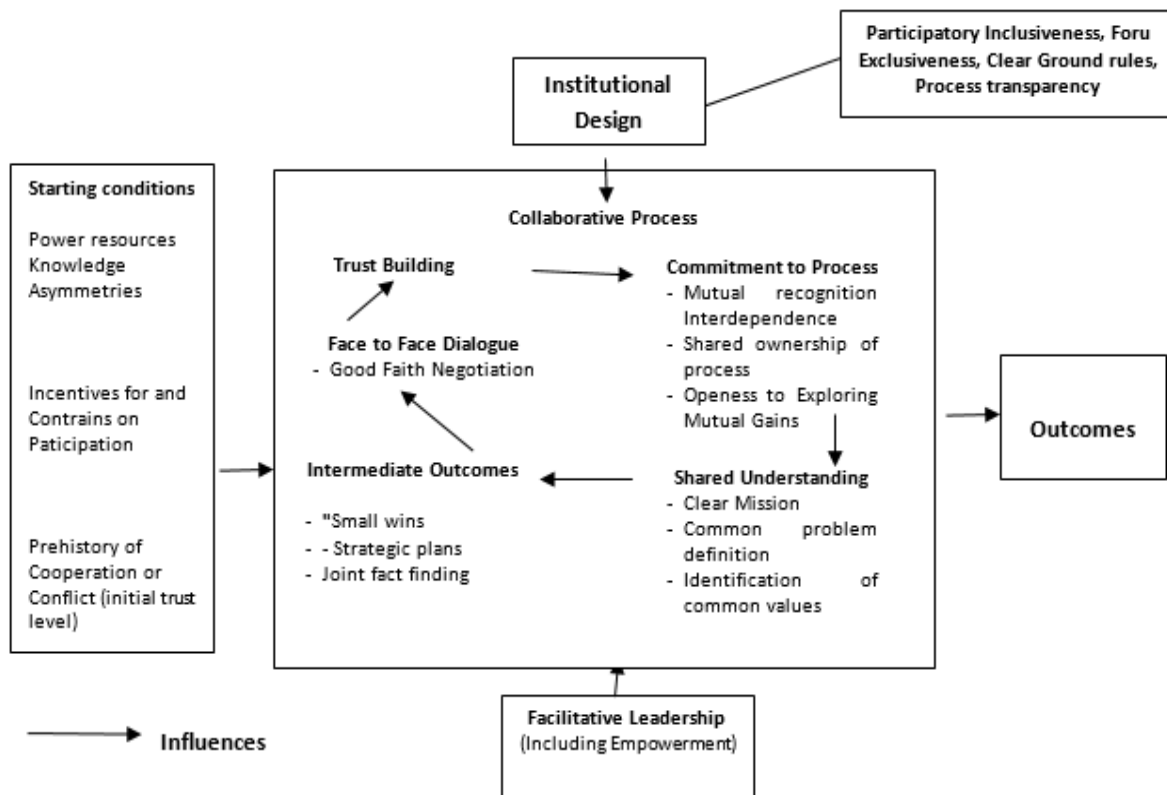 Participatory Inclusiveness, Foru
Exclusiveness, Clear Ground rules,
Process transparency
Institutional
Design
Starting conditions
Power resources
Knowledge
Asymmetries
Incentives for and
Contrains on
Paticipation
Prehistory of
Cooperation or
Conflict (initial trust
level)
Collaborative Process
Trust Building
Face to Face Dialogue
- Good Faith Negotiation
Commitment to Process
- Mutual recognition
Interdependence
- Shared ownership of
process
- Openess to Exploring
Mutual Gains
Intermediate Outcomes
- "Small wins
- - Strategic plans
- Joint fact finding
Shared Understanding
- Clear Mission
- Common problem
definition
- Identification of
common values
Outcomes
Facilitative Leadership
(Including Empowerment)
Influences